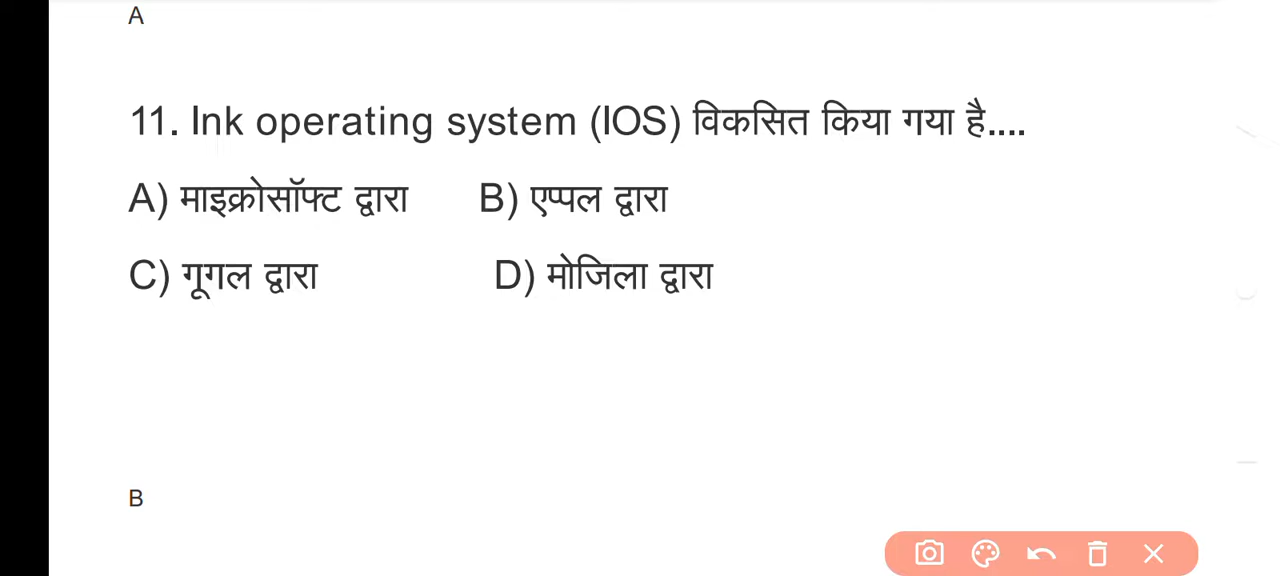 A
11. Ink operating system (IOS) विकसित किया गया है....
A) माइक्रोसॉफ्ट द्वारा B) एप्पल द्वारा
C) गूगल द्वारा D) मोजिला द्वारा
B